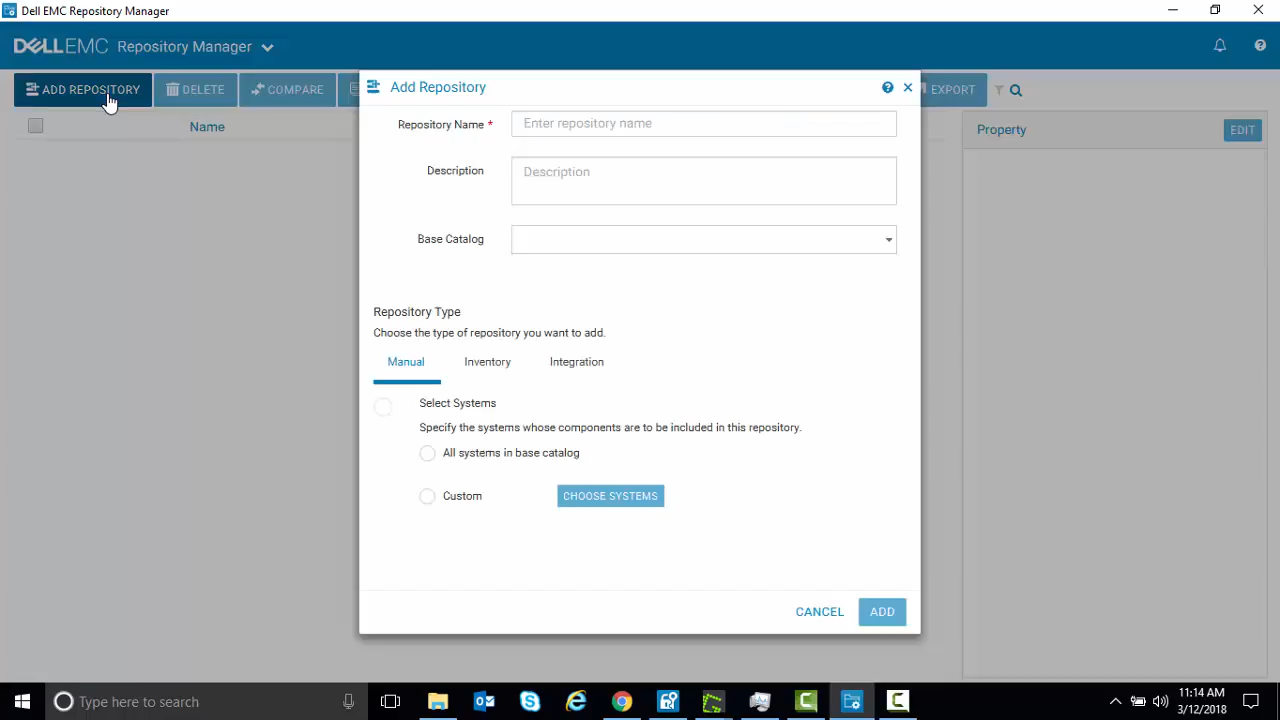 Dell EMC Repository Manager
DELLEMC Repository Manager
ADD REPOSITORY
DELETE
COMPARE
EXPORT
Name
Property
EDIT
Add Repository
Repository Name *
Enter repository name
Description
Description
Base Catalog
Repository Type
Choose the type of repository you want to add.
Manual Inventory Integration
Select Systems
Specify the systems whose components are to be included in this repository.
All systems in base catalog
Custom
CHOOSE SYSTEMS
CANCEL
ADD
Type here to search
11:14 AM
3/12/2018